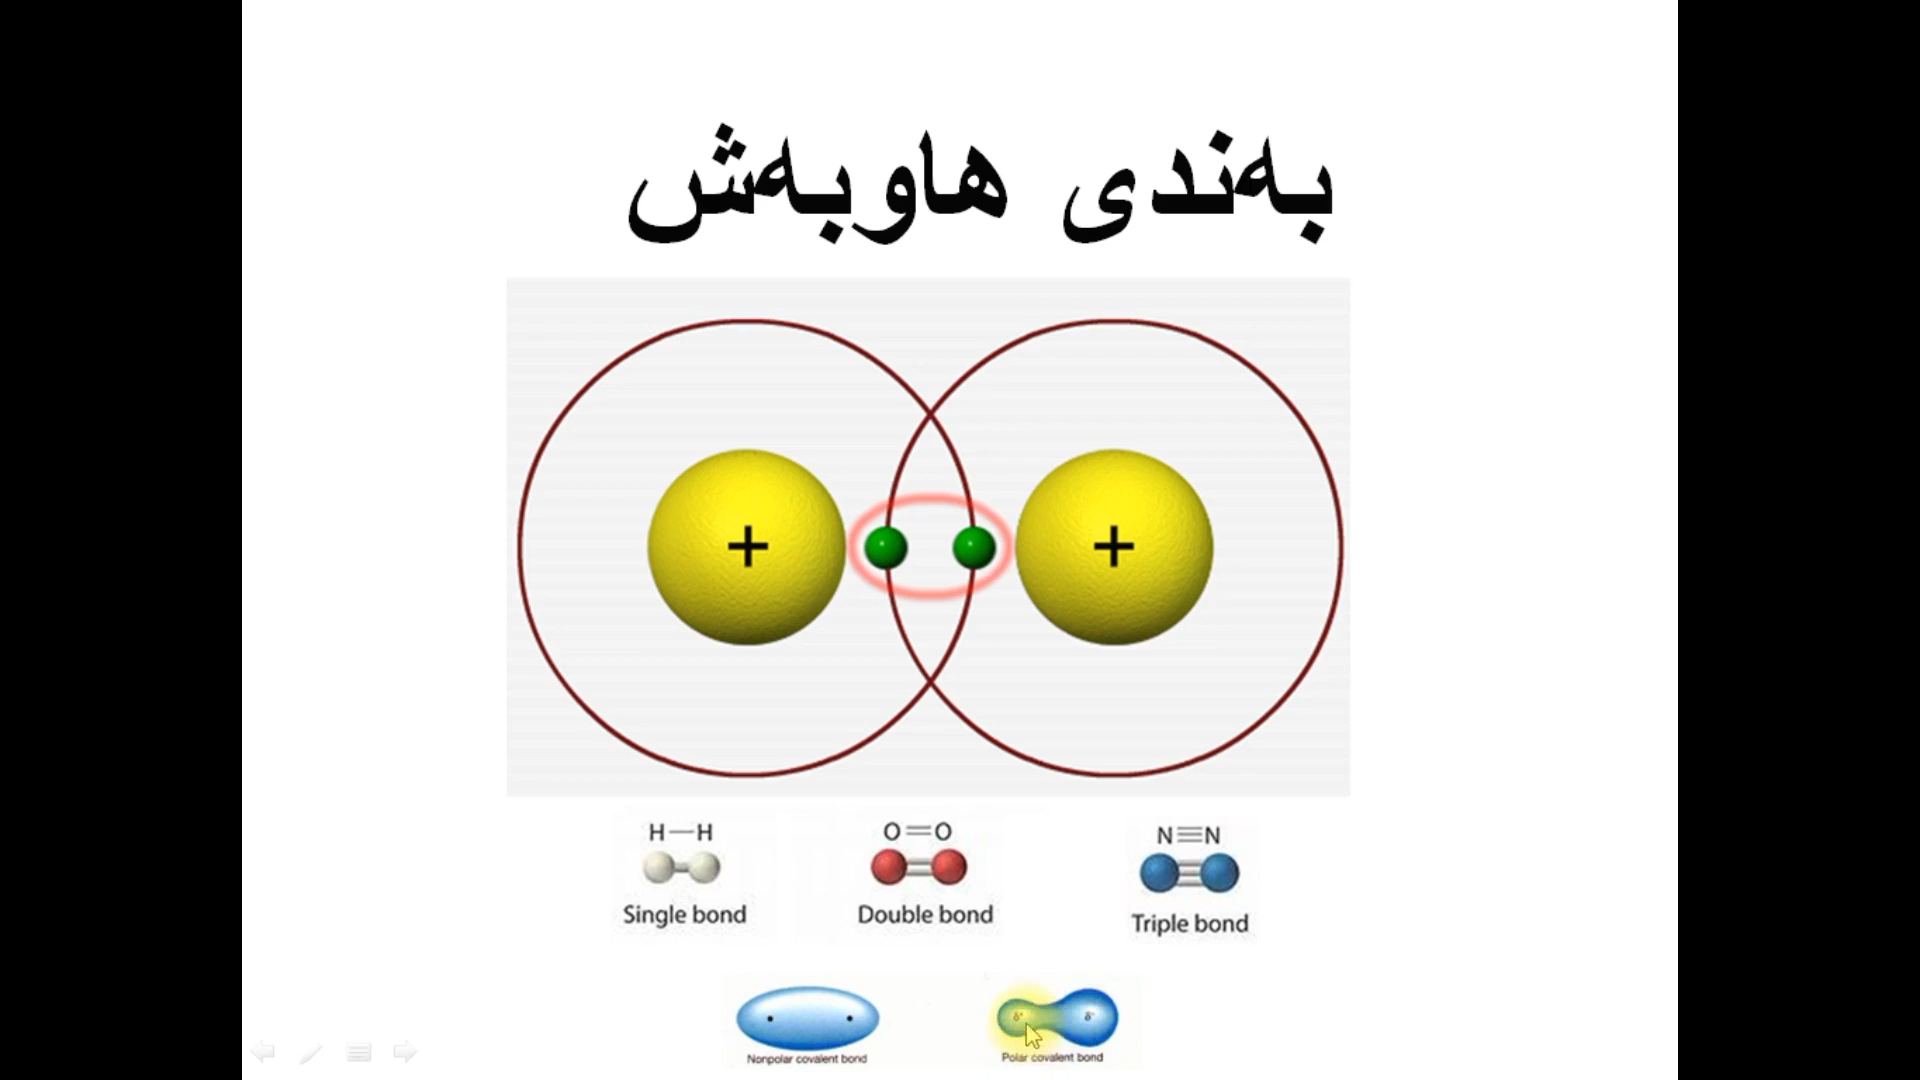 بەندی هاوبەش
+ +
H—H
Single bond
O=O
Double bond
N≡N
Triple bond
Nonpolar covalent bond
δ+ δ-
Polar covalent bond